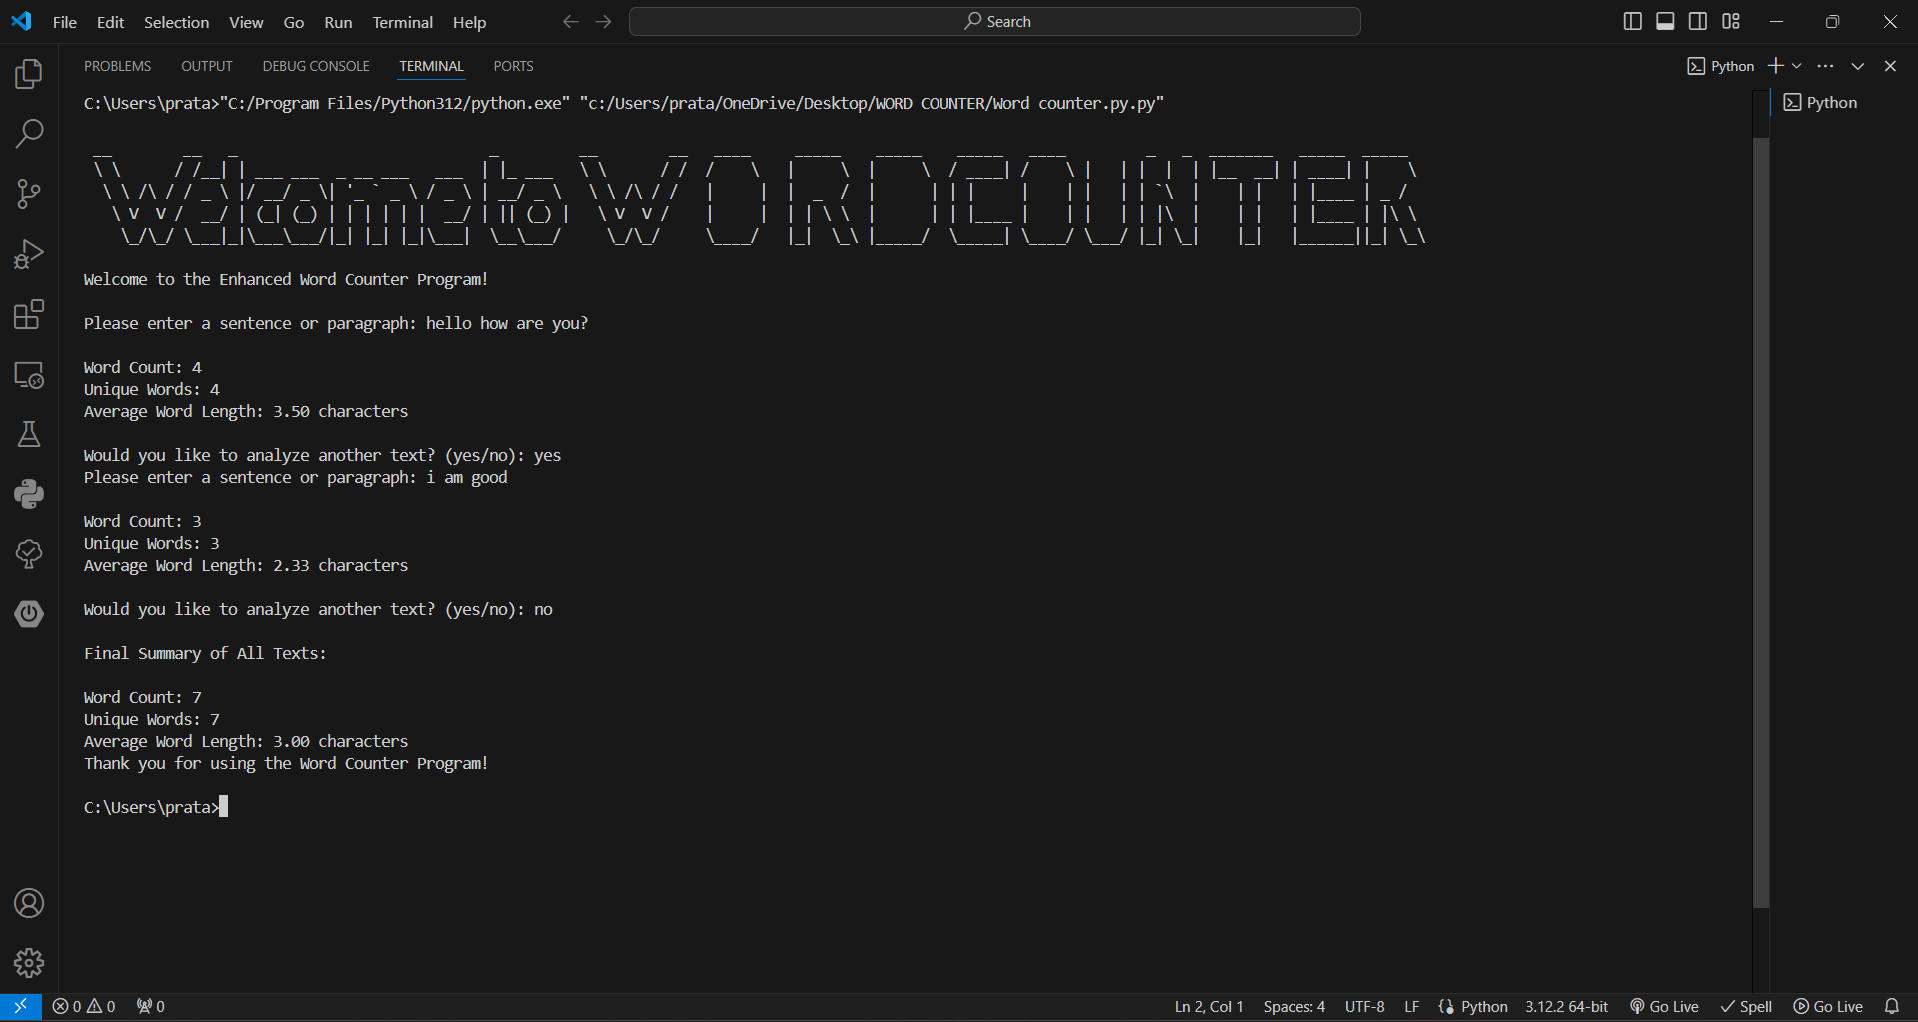 File Edit Selection View Go Run Terminal Help
Search
PROBLEMS OUTPUT DEBUG CONSOLE TERMINAL PORTS
Python
C:\Users\prata>"C:/Program Files/Python312/python.exe" "c:/Users/prata/OneDrive/Desktop/WORD COUNTER/Word counter.py.py"
Python
Welcome to WORD COUNTER
Welcome to the Enhanced Word Counter Program!
Please enter a sentence or paragraph: hello how are you?
Word Count: 4
Unique Words: 4
Average Word Length: 3.50 characters
Would you like to analyze another text? (yes/no): yes
Please enter a sentence or paragraph: i am good
Word Count: 3
Unique Words: 3
Average Word Length: 2.33 characters
Would you like to analyze another text? (yes/no): no
Final Summary of All Texts:
Word Count: 7
Unique Words: 7
Average Word Length: 3.00 characters
Thank you for using the Word Counter Program!
C:\Users\prata>
0 0 0 Ln 2, Col 1 Spaces: 4 UTF-8 LF Python 3.12.2 64-bit Go Live Spell Go Live